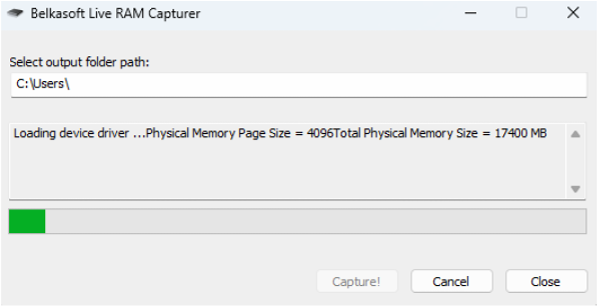 Belkasoft Live RAM Capturer
Select output folder path:
C:\Users\
Loading device driver ...Physical Memory Page Size = 4096Total Physical Memory Size = 17400 MB
Capture!
Cancel
Close